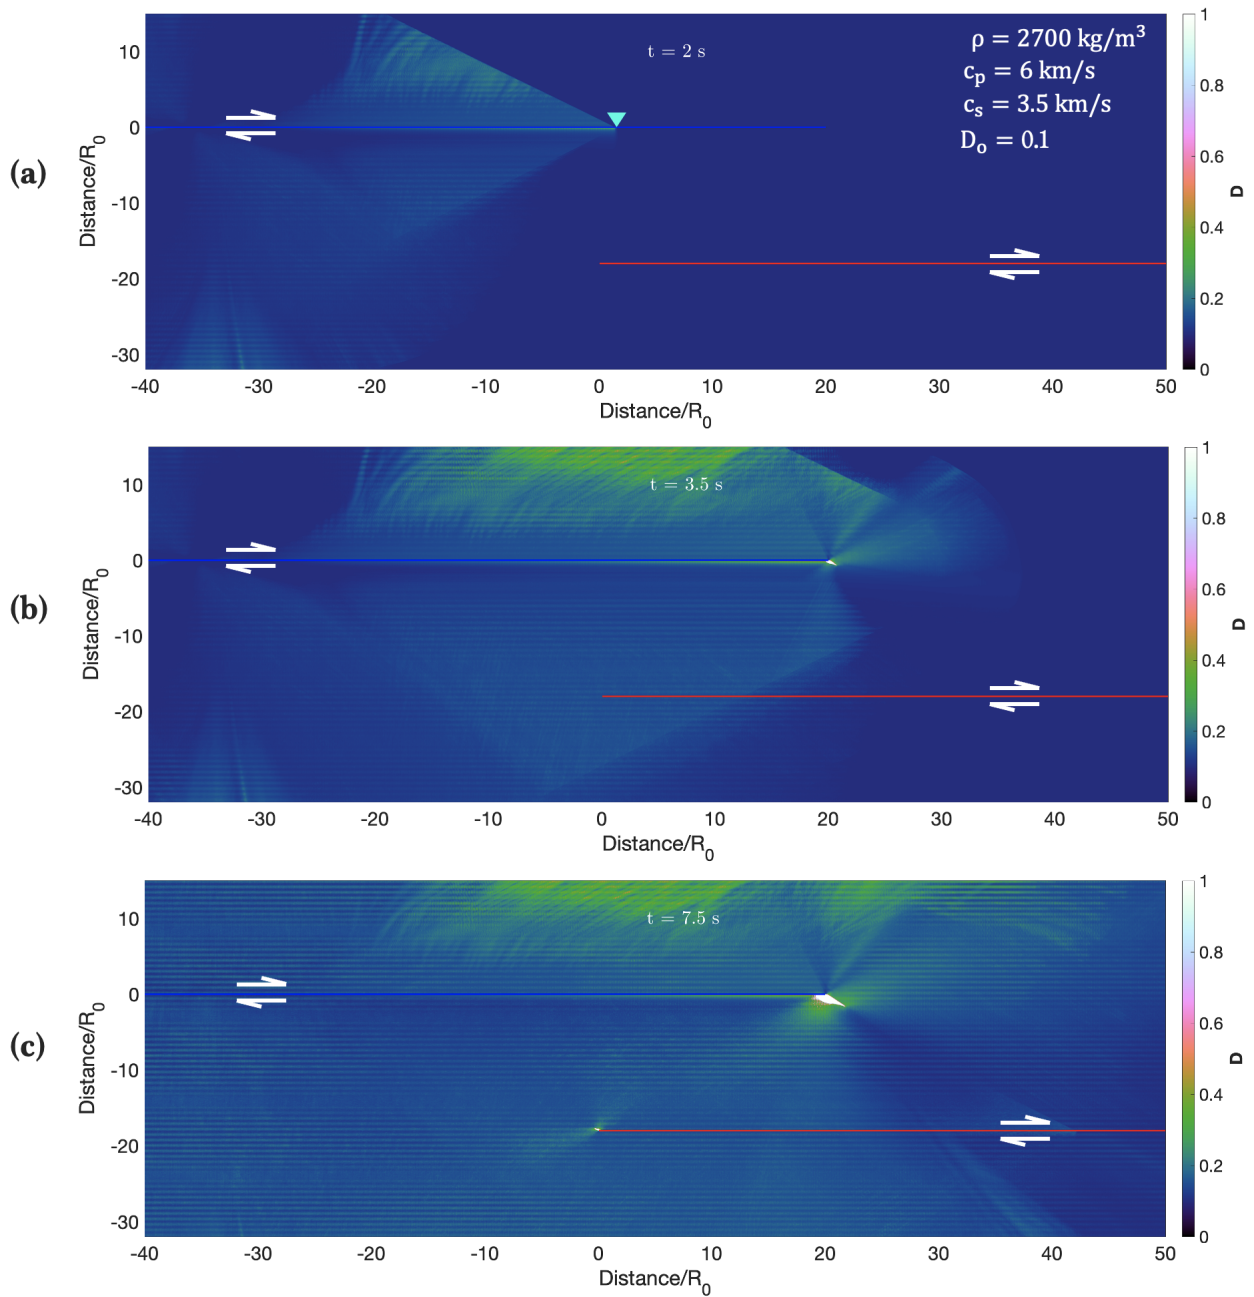 (a)
Distance/R₀
10
0
-10
-20
-30
t = 2 s
ρ = 2700 kg/m³
cₚ = 6 km/s
cₛ = 3.5 km/s
Dₒ = 0.1
-40 -30 -20 -10 0 10 20 30 40 50
Distance/R₀
1
0.8
0.6
0.4
0.2
0
D
(b)
Distance/R₀
10
0
-10
-20
-30
t = 3.5 s
-40 -30 -20 -10 0 10 20 30 40 50
Distance/R₀
1
0.8
0.6
0.4
0.2
0
D
(c)
Distance/R₀
10
0
-10
-20
-30
t = 7.5 s
-40 -30 -20 -10 0 10 20 30 40 50
Distance/R₀
1
0.8
0.6
0.4
0.2
0
D